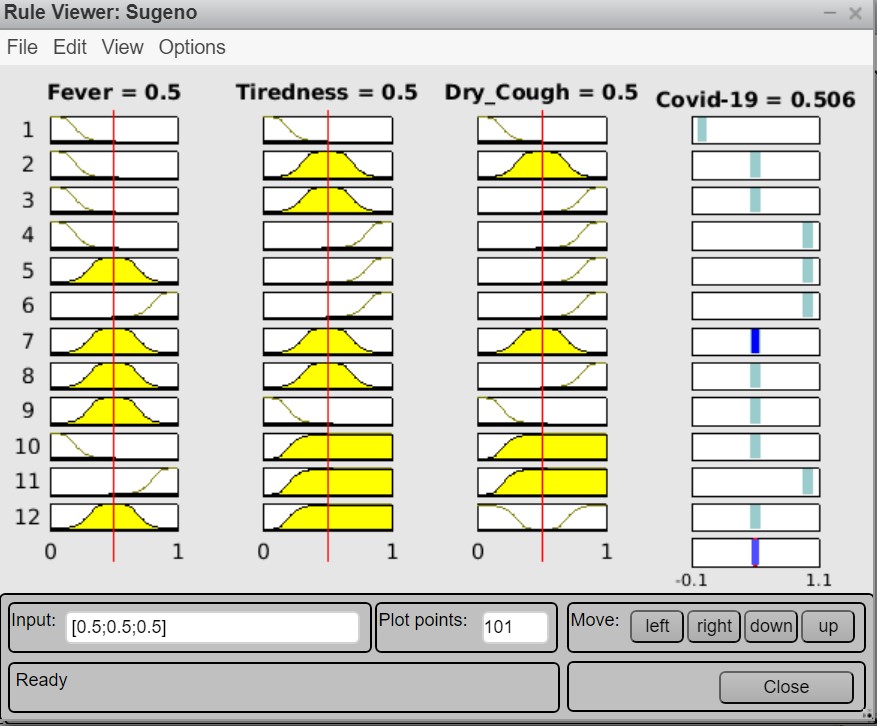 Rule Viewer: Sugeno
File Edit View Options
Fever = 0.5 Tiredness = 0.5 Dry_Cough = 0.5 Covid-19 = 0.506
1
2
3
4
5
6
7
8
9
10
11
12
0 1 0 1 0 1
-0.1 1.1
Input: [0.5;0.5;0.5] Plot points: 101 Move: left right down up
Ready Close